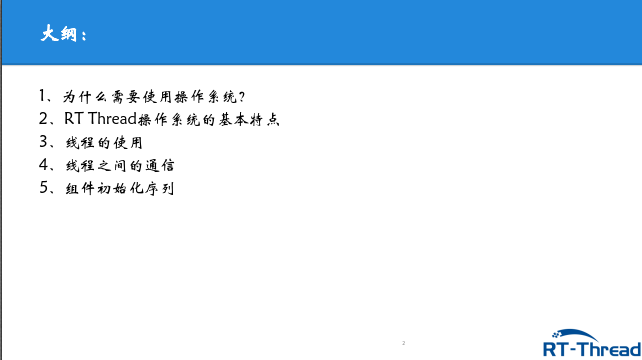 大纲：
1、为什么需要使用操作系统？
2、RT Thread操作系统的基本特点
3、线程的使用
4、线程之间的通信
5、组件初始化序列
2
RT-Thread